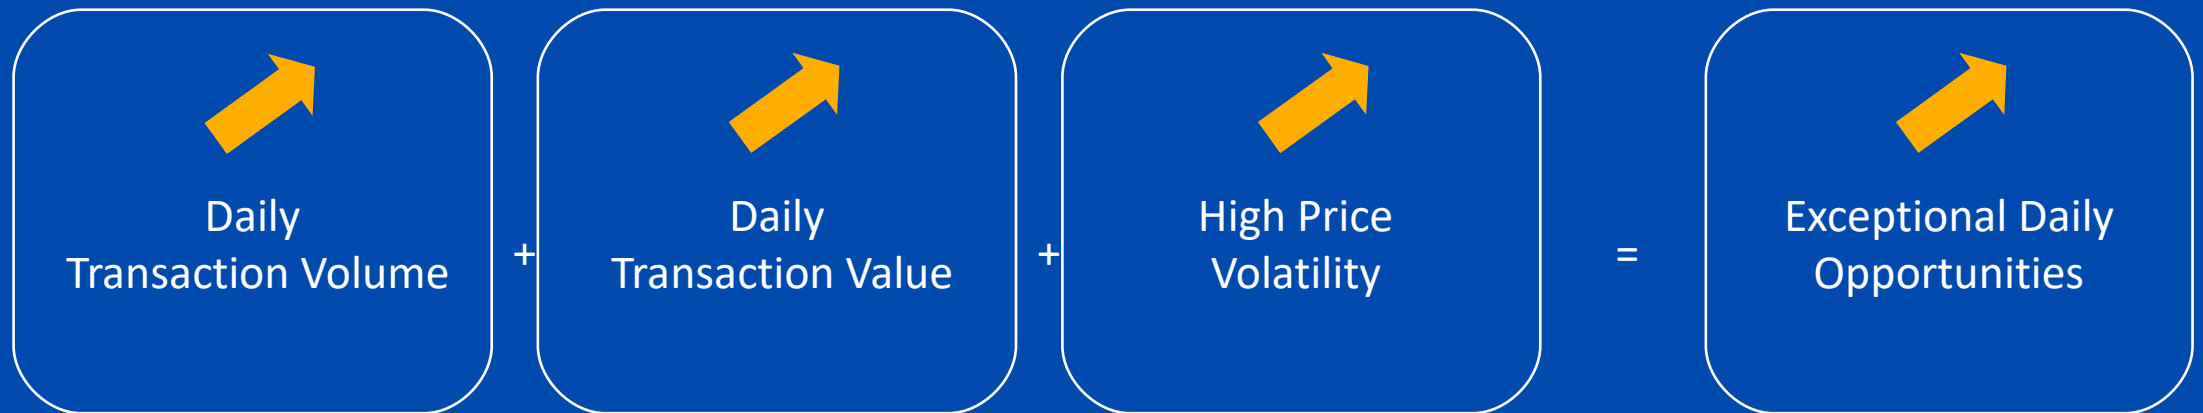 Daily
Transaction Volume
+
Daily
Transaction Value
+
High Price
Volatility
=
Exceptional Daily
Opportunities